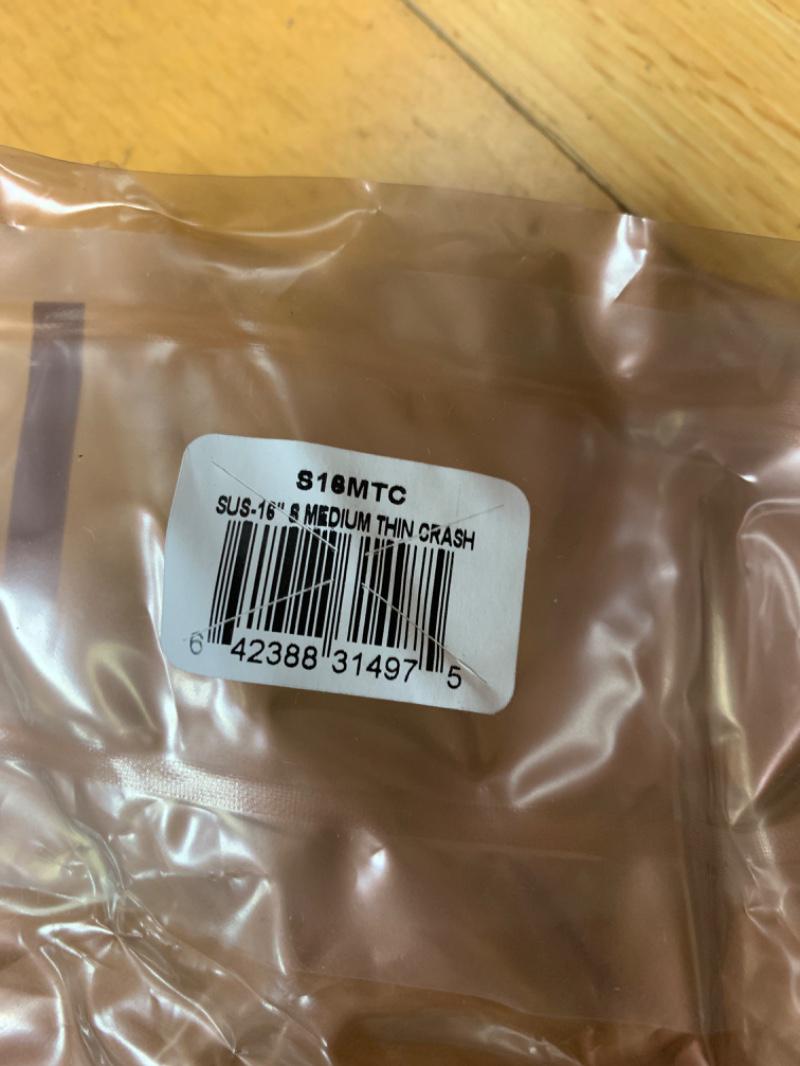 S16MTC
SUS-16" S MEDIUM THIN CRASH
6 42388 31497 5